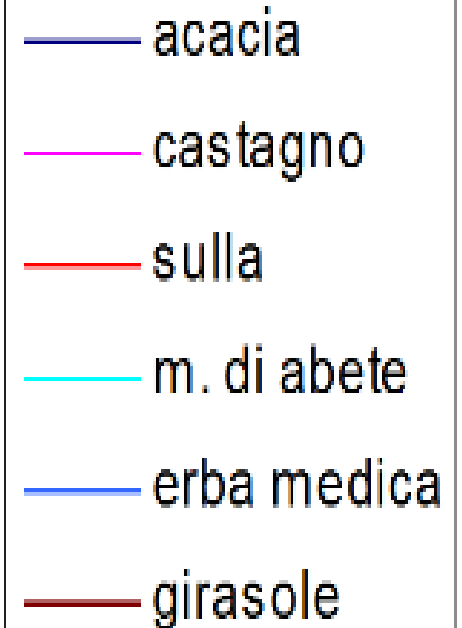 acacia
castagno
sulla
m. di abete
erba medica
girasole